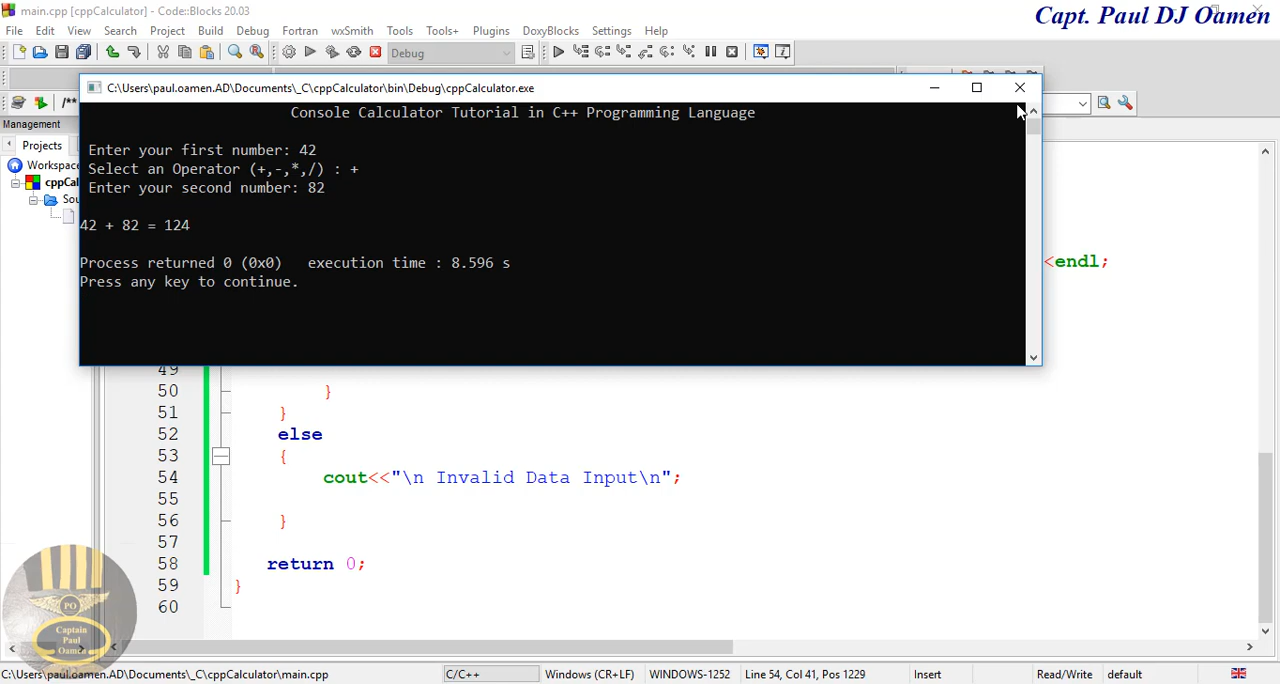 main.cpp [cppCalculator] - Code::Blocks 20.03
Capt. Paul DJ Oamen
File Edit View Search Project Build Debug Fortran wxSmith Tools Tools+ Plugins DoxyBlocks Settings Help
Debug
C:\Users\paul.oamen.AD\Documents\_C\cppCalculator\bin\Debug\cppCalculator.exe
/**
Console Calculator Tutorial in C++ Programming Language
Management
Projects
Enter your first number: 42
Workspace
Select an Operator (+,-,*,/) : +
cppCal
Enter your second number: 82
Sou
42 + 82 = 124
Process returned 0 (0x0) execution time : 8.596 s
<endl;
Press any key to continue.
49
50 }
51 }
52 else
53 {
54 cout<<"\n Invalid Data Input\n";
55
56 }
57
58 return 0;
59 }
60
PO
Captain
Paul
Oamen
C:\Users\paul.oamen.AD\Documents\_C\cppCalculator\main.cpp C/C++ Windows (CR+LF) WINDOWS-1252 Line 54, Col 41, Pos 1229 Insert Read/Write default